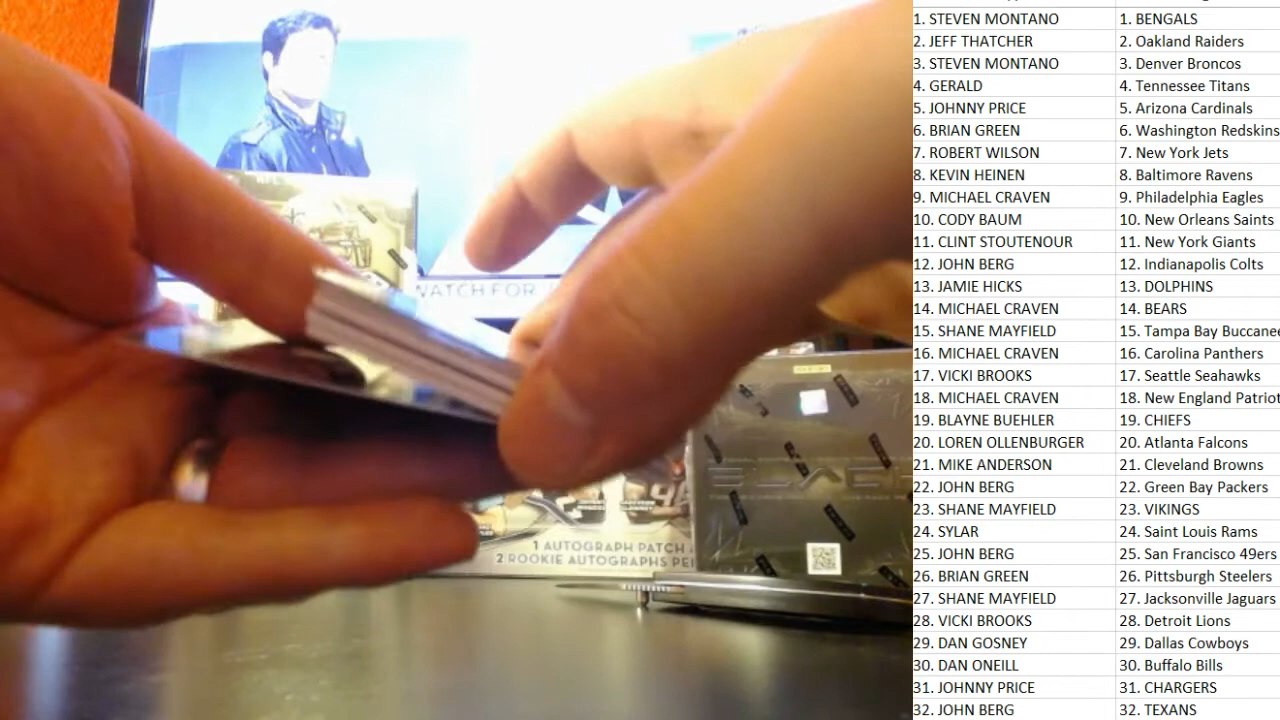 WATCH FOR
BLACK
1 AUTOGRAPH PATCH
2 ROOKIE AUTOGRAPHS PE
1. STEVEN MONTANO 1. BENGALS
2. JEFF THATCHER 2. Oakland Raiders
3. STEVEN MONTANO 3. Denver Broncos
4. GERALD 4. Tennessee Titans
5. JOHNNY PRICE 5. Arizona Cardinals
6. BRIAN GREEN 6. Washington Redskins
7. ROBERT WILSON 7. New York Jets
8. KEVIN HEINEN 8. Baltimore Ravens
9. MICHAEL CRAVEN 9. Philadelphia Eagles
10. CODY BAUM 10. New Orleans Saints
11. CLINT STOUTENOUR 11. New York Giants
12. JOHN BERG 12. Indianapolis Colts
13. JAMIE HICKS 13. DOLPHINS
14. MICHAEL CRAVEN 14. BEARS
15. SHANE MAYFIELD 15. Tampa Bay Buccanee
16. MICHAEL CRAVEN 16. Carolina Panthers
17. VICKI BROOKS 17. Seattle Seahawks
18. MICHAEL CRAVEN 18. New England Patriot
19. BLAYNE BUEHLER 19. CHIEFS
20. LOREN OLLENBURGER 20. Atlanta Falcons
21. MIKE ANDERSON 21. Cleveland Browns
22. JOHN BERG 22. Green Bay Packers
23. SHANE MAYFIELD 23. VIKINGS
24. SYLAR 24. Saint Louis Rams
25. JOHN BERG 25. San Francisco 49ers
26. BRIAN GREEN 26. Pittsburgh Steelers
27. SHANE MAYFIELD 27. Jacksonville Jaguars
28. VICKI BROOKS 28. Detroit Lions
29. DAN GOSNEY 29. Dallas Cowboys
30. DAN ONEILL 30. Buffalo Bills
31. JOHNNY PRICE 31. CHARGERS
32. JOHN BERG 32. TEXANS